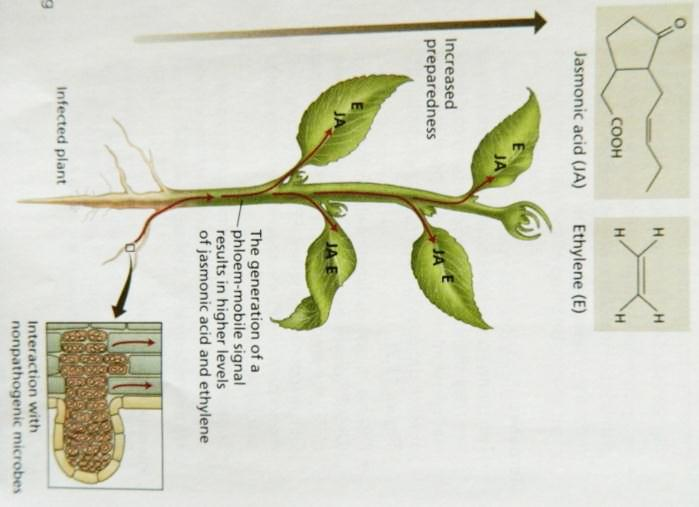 O
COOH
Jasmonic acid (JA)
H
H
H
H
Ethylene (E)
Increased
preparedness
E
JA
E
JA
E
JA
E
JA
The generation of a
phloem-mobile signal
results in higher levels
of jasmonic acid and ethylene
Infected plant
Interaction with
nonpathogenic microbes
g